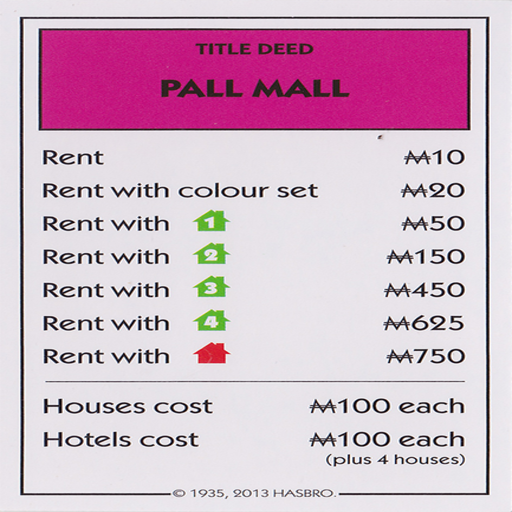 TITLE DEED
PALL MALL
Rent ₩10
Rent with colour set ₩20
Rent with 1 ₩50
Rent with 2 ₩150
Rent with 3 ₩450
Rent with 4 ₩625
Rent with ₩750
Houses cost ₩100 each
Hotels cost ₩100 each
(plus 4 houses)
© 1935, 2013 HASBRO.